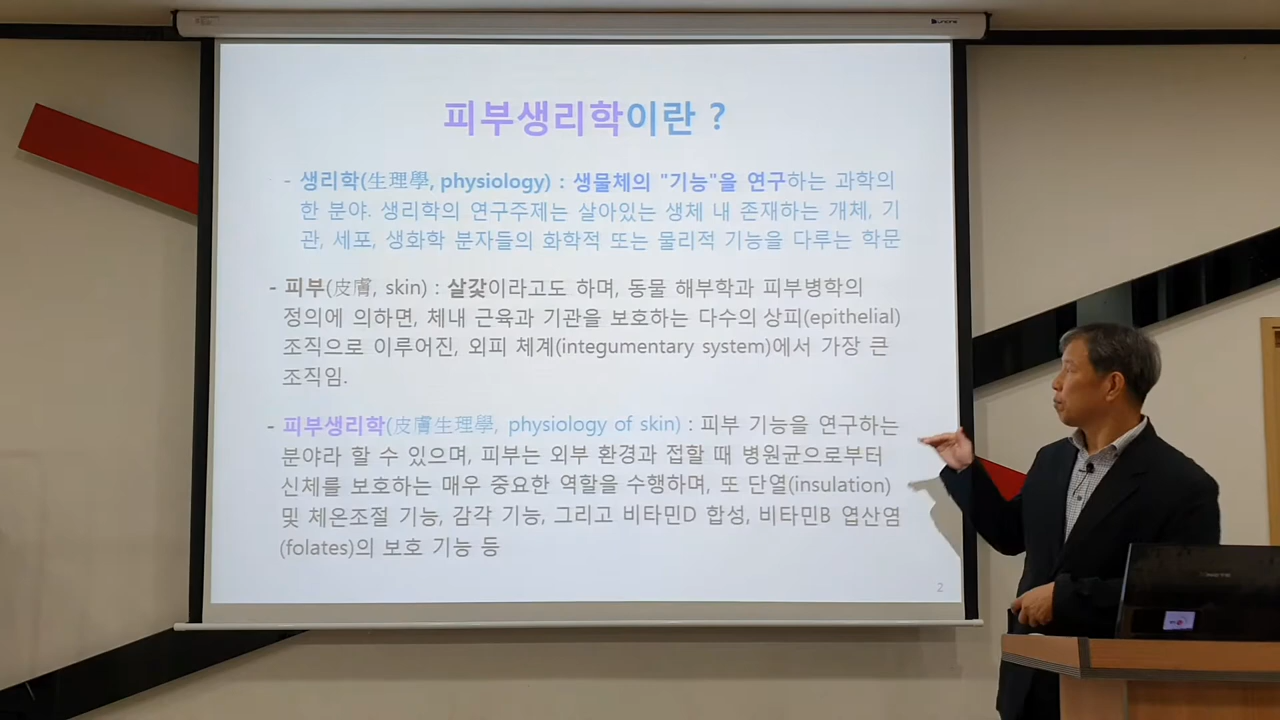 피부생리학이란 ?
- 생리학(生理學, physiology) : 생물체의 "기능"을 연구하는 과학의
한 분야. 생리학의 연구주제는 살아있는 생체 내 존재하는 개체, 기
관, 세포, 생화학 분자들의 화학적 또는 물리적 기능을 다루는 학문
- 피부(皮膚, skin) : 살갗이라고도 하며, 동물 해부학과 피부병학의
정의에 의하면, 체내 근육과 기관을 보호하는 다수의 상피(epithelial)
조직으로 이루어진, 외피 체계(integumentary system)에서 가장 큰
조직임.
- 피부생리학(皮膚生理學, physiology of skin) : 피부 기능을 연구하는
분야라 할 수 있으며, 피부는 외부 환경과 접할 때 병원균으로부터
신체를 보호하는 매우 중요한 역할을 수행하며, 또 단열(insulation)
및 체온조절 기능, 감각 기능, 그리고 비타민D 합성, 비타민B 엽산염
(folates)의 보호 기능 등
2